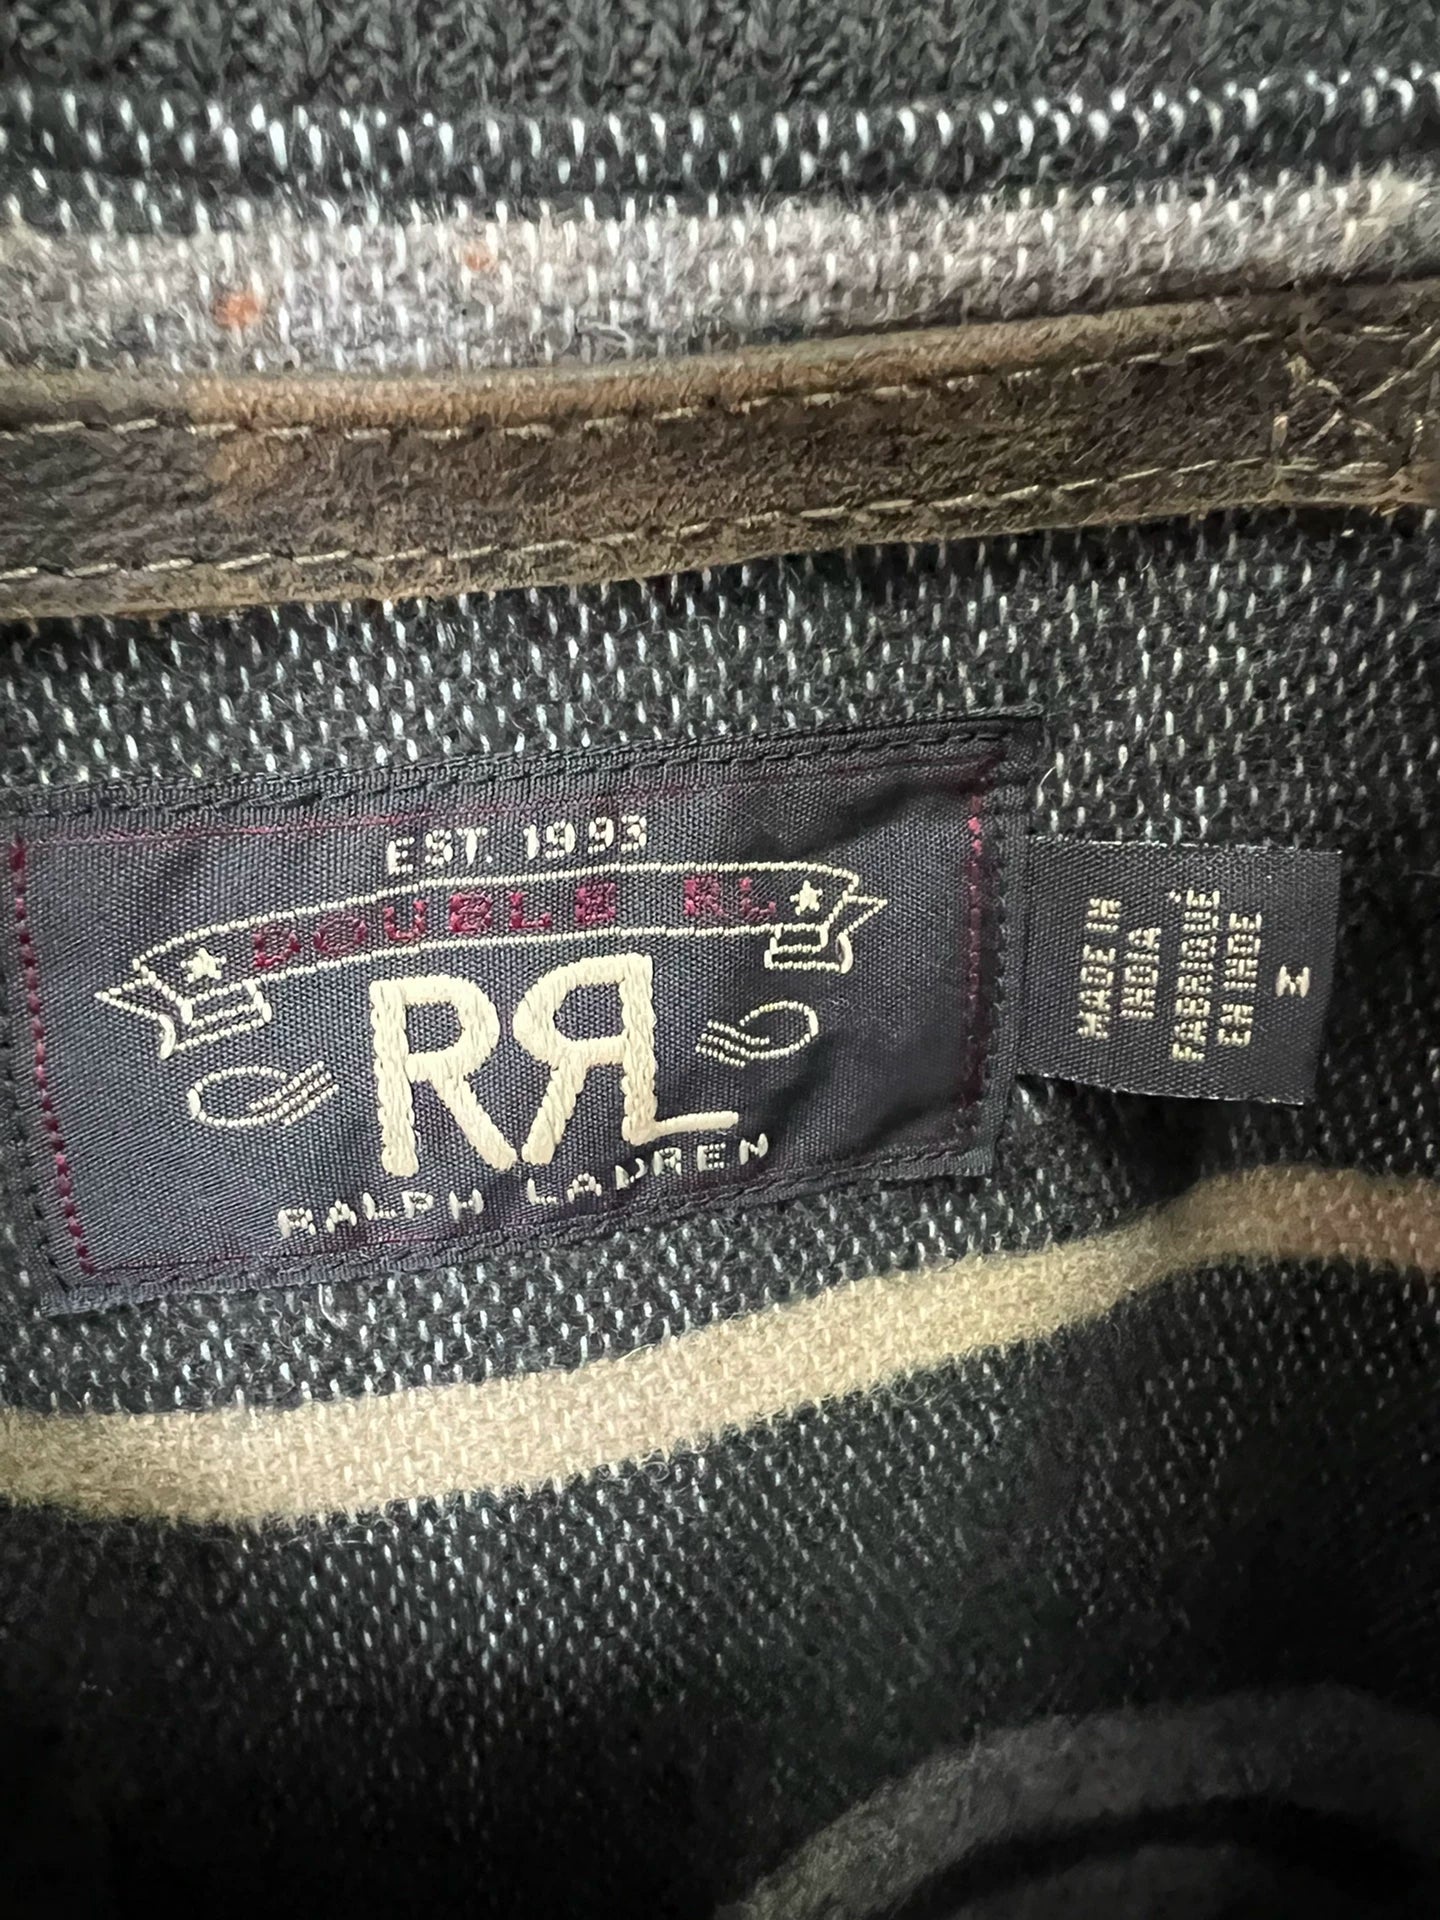 EST. 1993
DOUBLE RL
RRL
RALPH LAUREN
MADE IN
INDIA
FABRIQUE
EN INDE
M